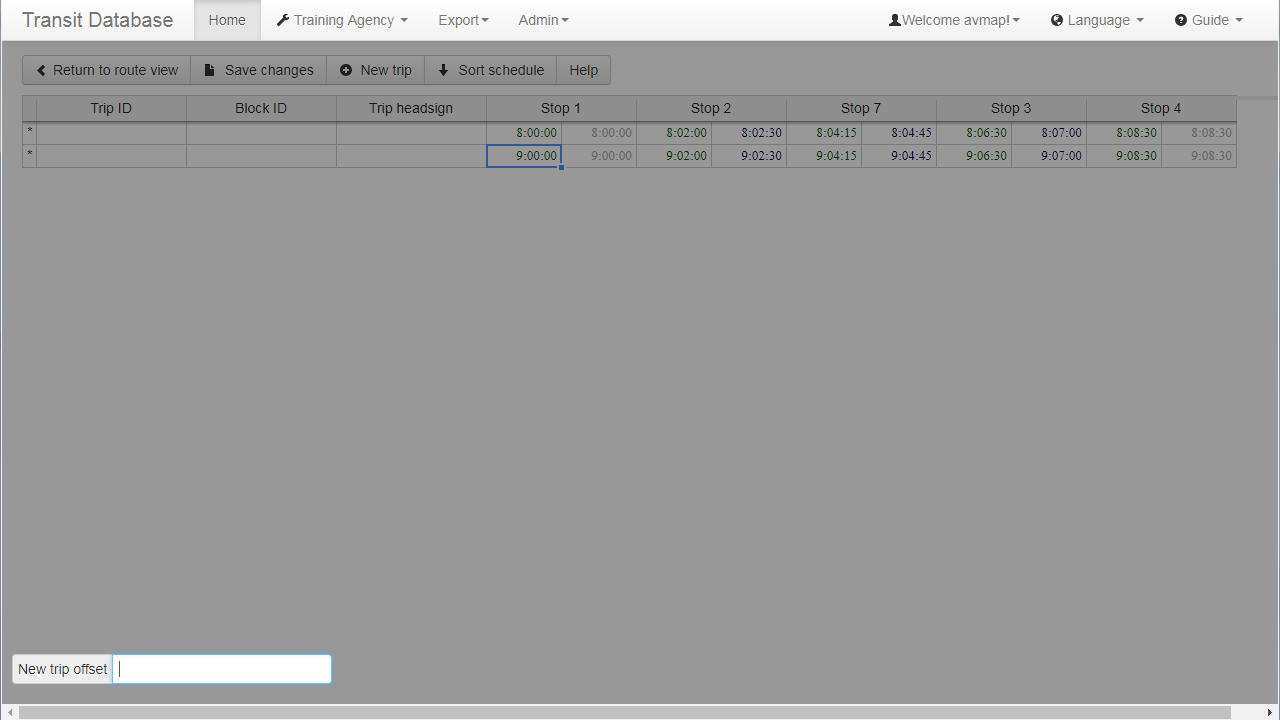 Transit Database Home Training Agency Export Admin Welcome avmap! Language Guide
Return to route view Save changes New trip Sort schedule Help
Trip ID Block ID Trip headsign Stop 1 Stop 2 Stop 7 Stop 3 Stop 4
* 8:00:00 8:00:00 8:02:00 8:02:30 8:04:15 8:04:45 8:06:30 8:07:00 8:08:30 8:08:30
* 9:00:00 9:00:00 9:02:00 9:02:30 9:04:15 9:04:45 9:06:30 9:07:00 9:08:30 9:08:30
New trip offset